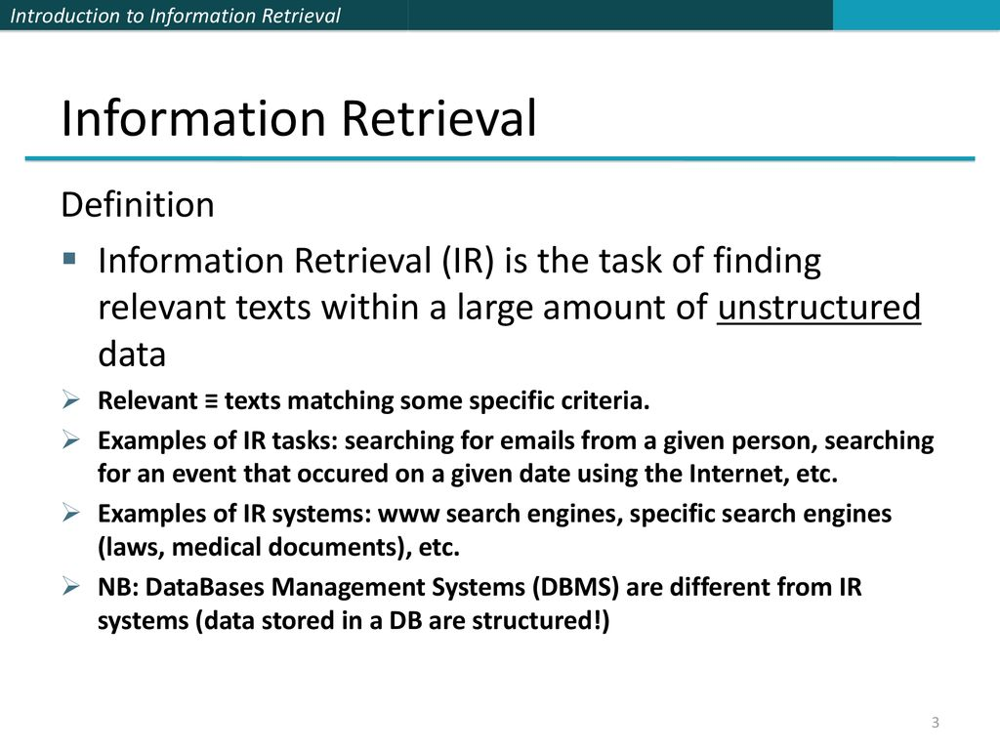 Introduction to Information Retrieval
Information Retrieval
Definition
▪ Information Retrieval (IR) is the task of finding
relevant texts within a large amount of unstructured
data
➢ Relevant ≡ texts matching some specific criteria.
➢ Examples of IR tasks: searching for emails from a given person, searching
for an event that occured on a given date using the Internet, etc.
➢ Examples of IR systems: www search engines, specific search engines
(laws, medical documents), etc.
➢ NB: DataBases Management Systems (DBMS) are different from IR
systems (data stored in a DB are structured!)
3